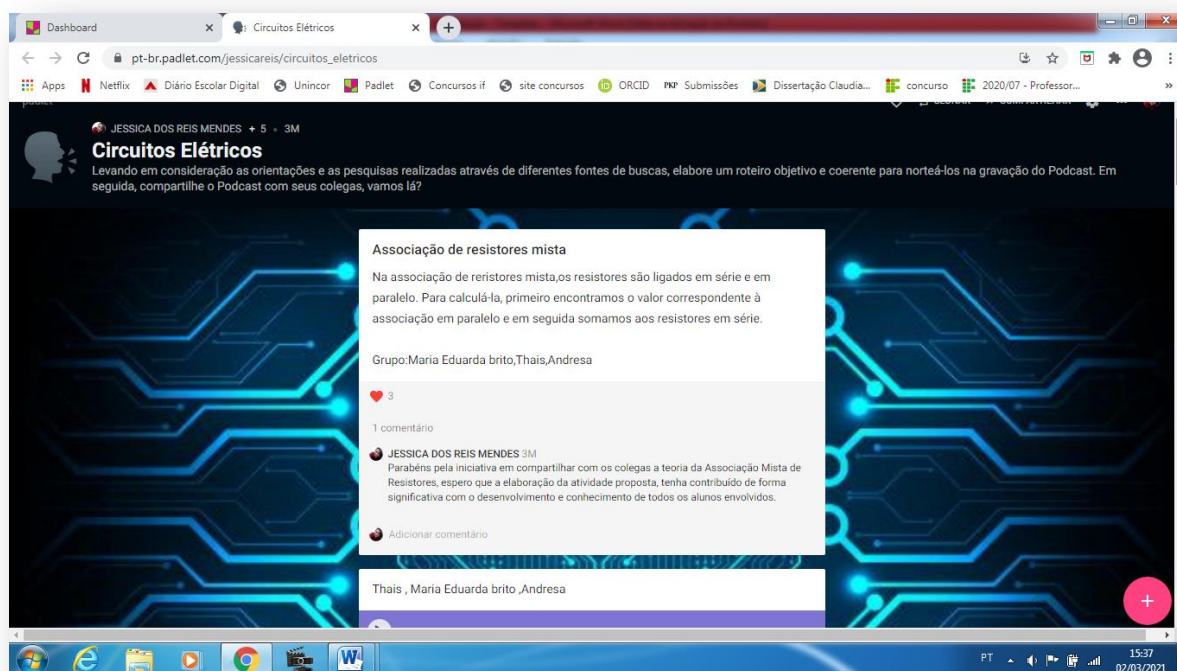 Dashboard
Circuitos Elétricos
pt-br.padlet.com/jessicareis/circuitos_eletricos
Apps Netflix Diário Escolar Digital Unincor Padlet Concursos if site concursos ORCID PKP Submissões Dissertação Claudia... concurso 2020/07 - Professor... »
JESSICA DOS REIS MENDES + 5 • 3M
Circuitos Elétricos
Levando em consideração as orientações e as pesquisas realizadas através de diferentes fontes de buscas, elabore um roteiro objetivo e coerente para norteá-los na gravação do Podcast. Em
seguida, compartilhe o Podcast com seus colegas, vamos lá?
Associação de resistores mista
Na associação de reristores mista,os resistores são ligados em série e em
paralelo. Para calculá-la, primeiro encontramos o valor correspondente à
associação em paralelo e em seguida somamos aos resistores em série.
Grupo:Maria Eduarda brito,Thais,Andresa
3
1 comentário
JESSICA DOS REIS MENDES 3M
Parabéns pela iniciativa em compartilhar com os colegas a teoria da Associação Mista de
Resistores, espero que a elaboração da atividade proposta, tenha contribuído de forma
significativa com o desenvolvimento e conhecimento de todos os alunos envolvidos.
Adicionar comentário
Thais , Maria Eduarda brito ,Andresa
PT
15:37
02/03/2021